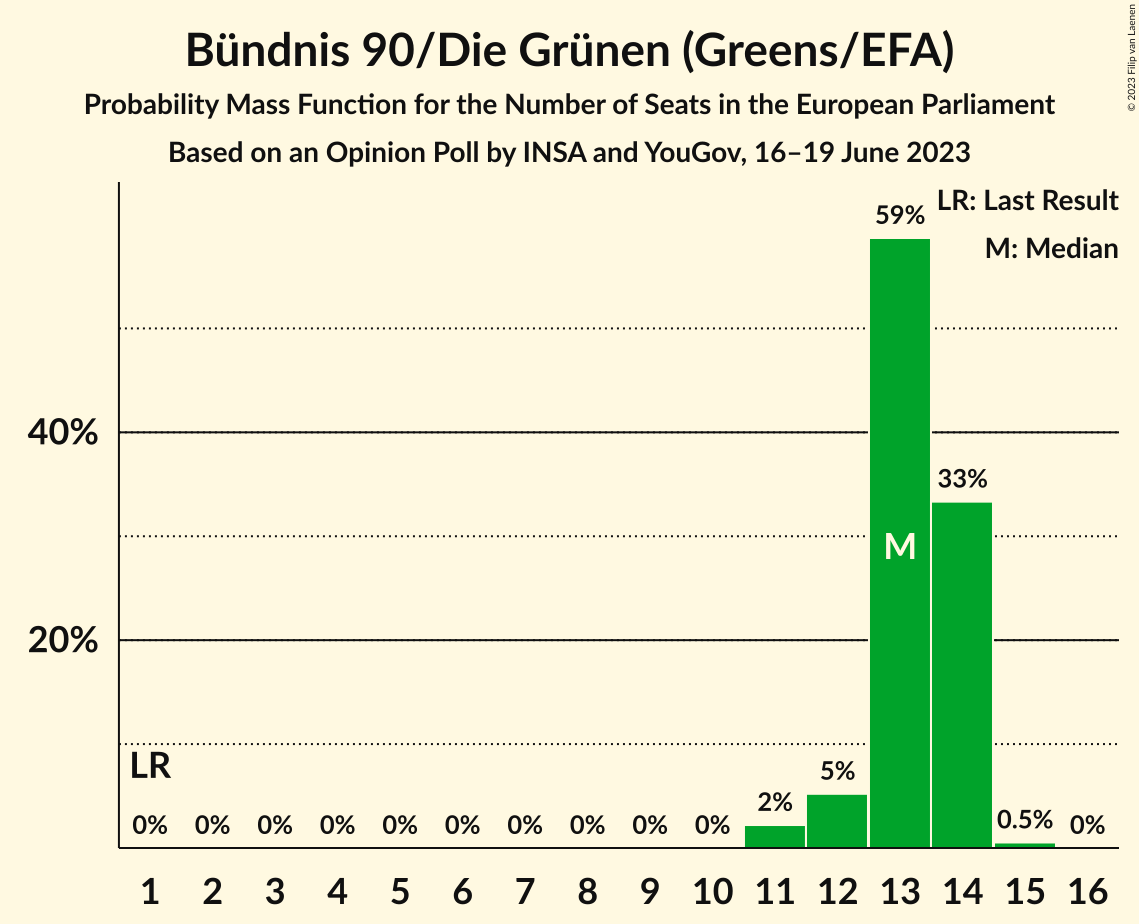 Bündnis 90/Die Grünen (Greens/EFA)
Probability Mass Function for the Number of Seats in the European Parliament
Based on an Opinion Poll by INSA and YouGov, 16–19 June 2023
© 2023 Filip van Laenen
LR: Last Result
M: Median
59%
40%
33%
M
20%
LR
5%
2%
0% 0% 0% 0% 0% 0% 0% 0% 0% 0% 0.5% 0%
1 2 3 4 5 6 7 8 9 10 11 12 13 14 15 16